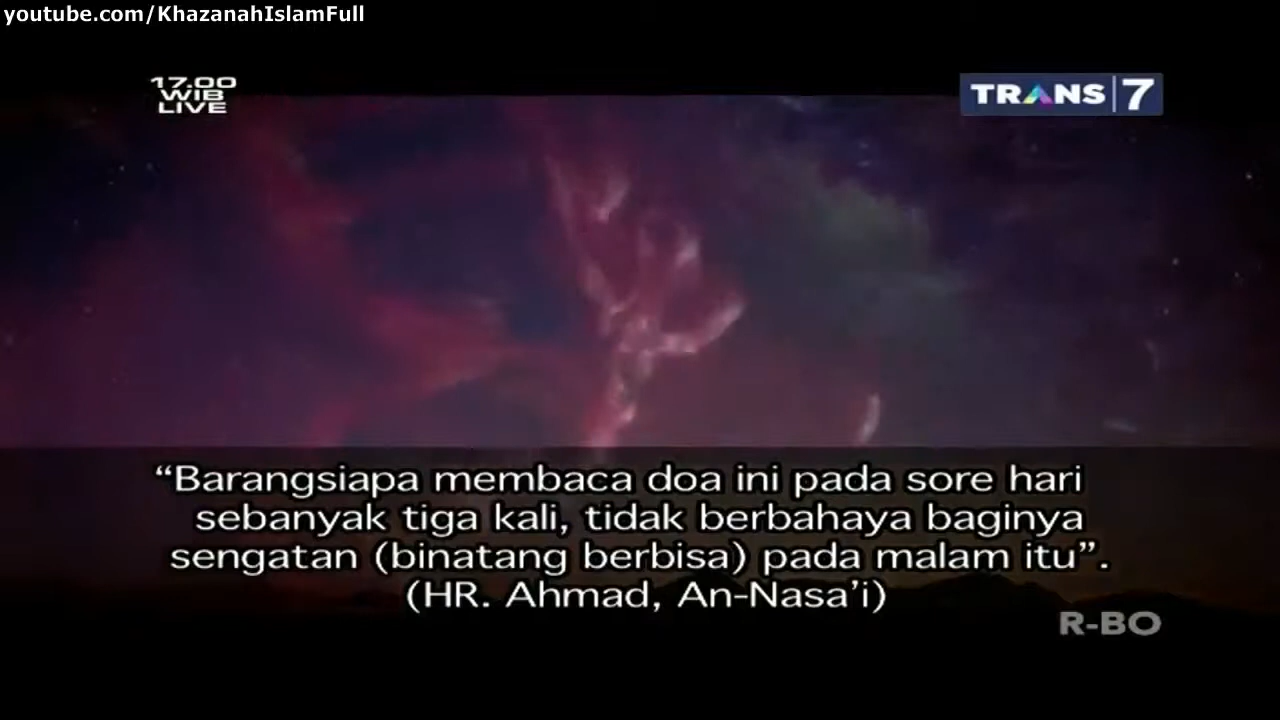 youtube.com/KhazanahIslamFull
17.00
WIB
LIVE
TRANS 7
“Barangsiapa membaca doa ini pada sore hari
sebanyak tiga kali, tidak berbahaya baginya
sengatan (binatang berbisa) pada malam itu”.
(HR. Ahmad, An-Nasa’i)
R-BO